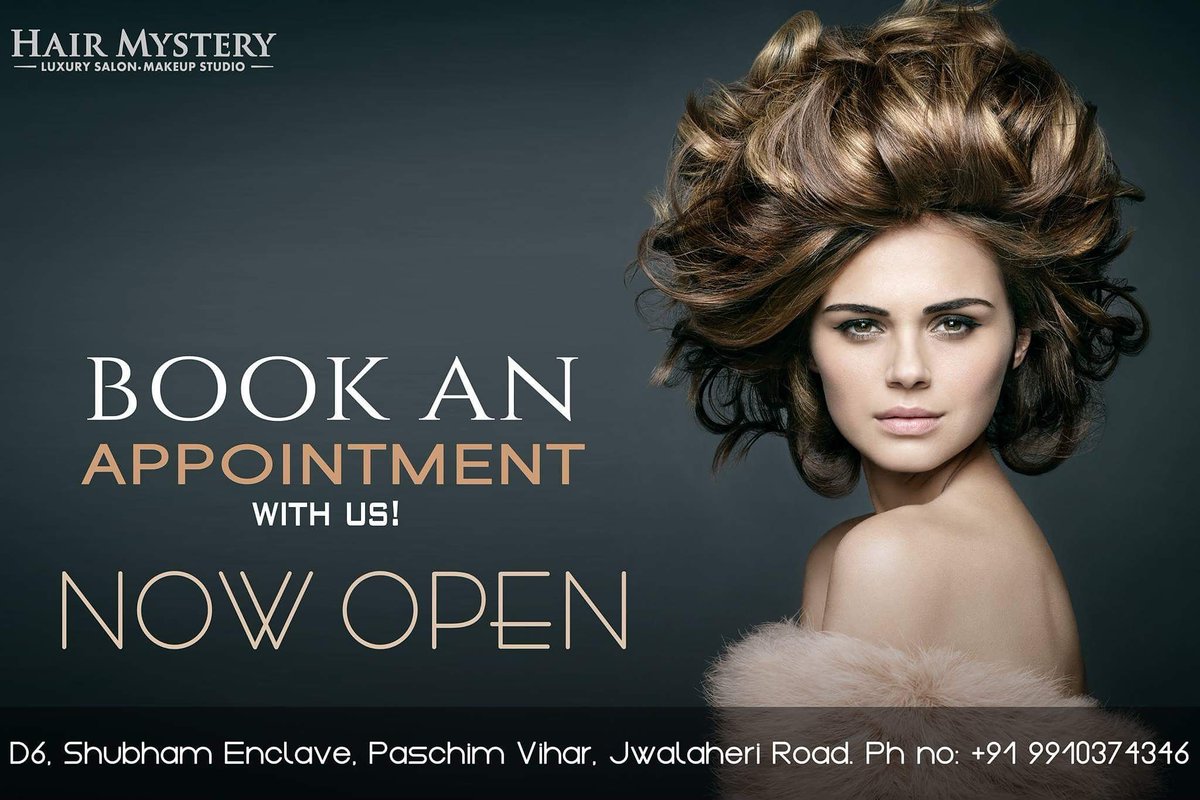 HAIR MYSTERY
LUXURY SALON • MAKEUP STUDIO
BOOK AN
APPOINTMENT
WITH US!
NOW OPEN
D6, Shubham Enclave, Paschim Vihar, Jwalaheri Road. Ph no: +91 9910374346